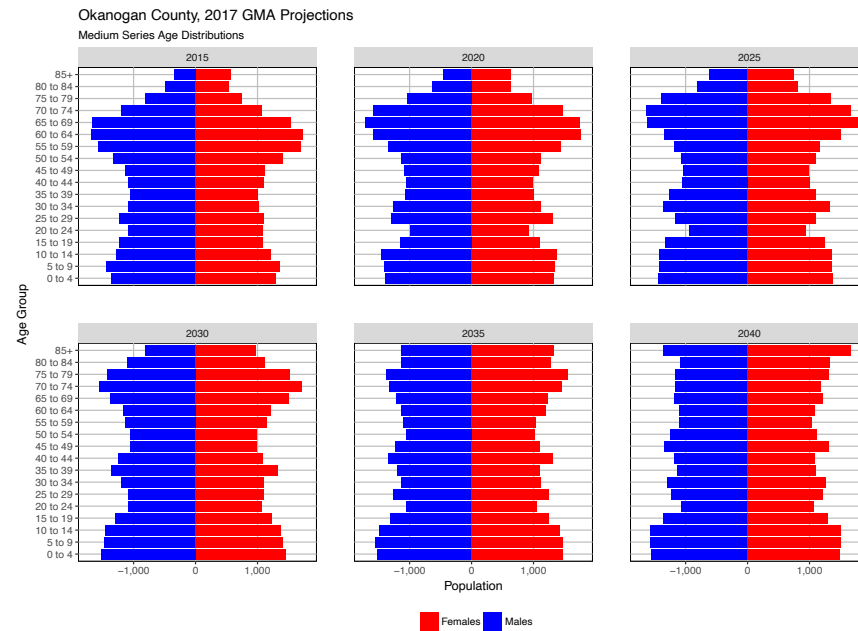 Okanogan County, 2017 GMA Projections
Medium Series Age Distributions
2015 2020 2025
85+
80 to 84
75 to 79
70 to 74
65 to 69
60 to 64
55 to 59
50 to 54
45 to 49
40 to 44
35 to 39
30 to 34
25 to 29
20 to 24
15 to 19
10 to 14
5 to 9
0 to 4
Age Group
2030 2035 2040
85+
80 to 84
75 to 79
70 to 74
65 to 69
60 to 64
55 to 59
50 to 54
45 to 49
40 to 44
35 to 39
30 to 34
25 to 29
20 to 24
15 to 19
10 to 14
5 to 9
0 to 4
−1,000 0 1,000 −1,000 0 1,000 −1,000 0 1,000
Population
Females Males